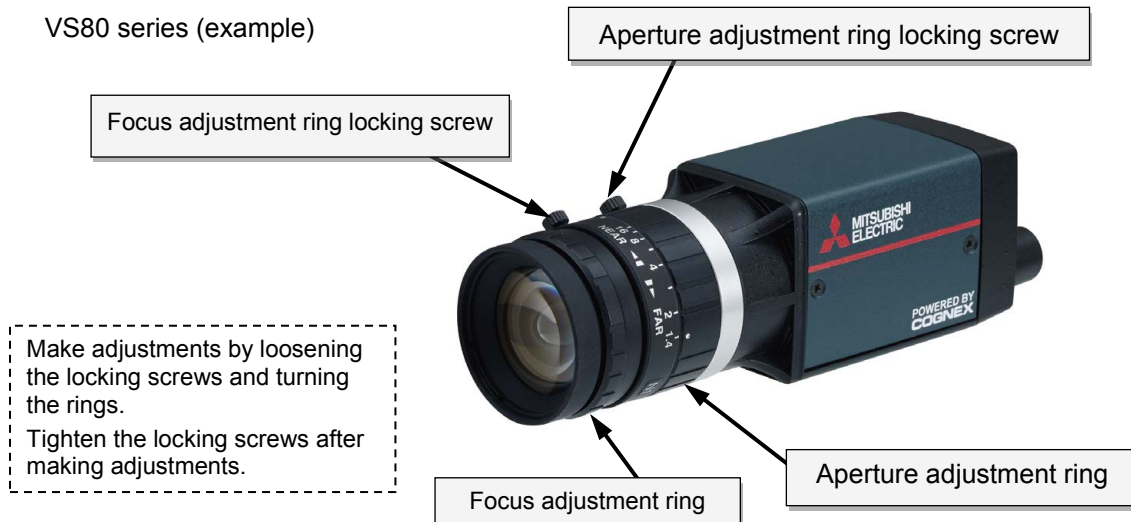 VS80 series (example)
Aperture adjustment ring locking screw
Focus adjustment ring locking screw
MITSUBISHI
ELECTRIC
POWERED BY
COGNEX
16 8 4 2 1.4
NEAR FAR
Make adjustments by loosening
the locking screws and turning
the rings.
Tighten the locking screws after
making adjustments.
Aperture adjustment ring
Focus adjustment ring